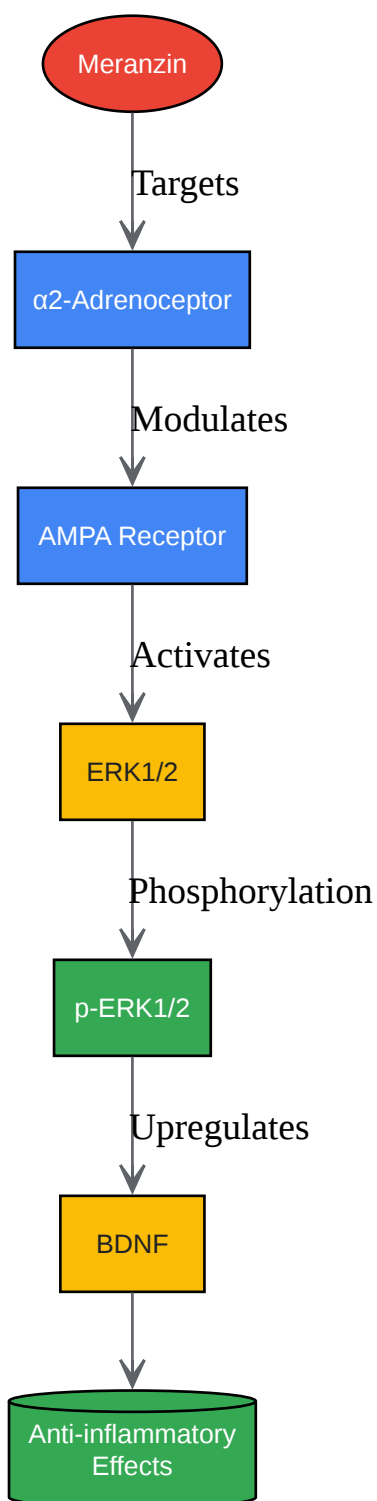 Meranzin
Targets
α2-Adrenoceptor
Modulates
AMPA Receptor
Activates
ERK1/2
Phosphorylation
p-ERK1/2
Upregulates
BDNF
Anti-inflammatory
Effects